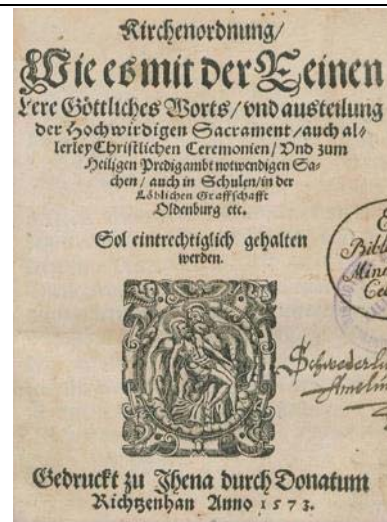 Kirchenordnung/
Wie es mit der Reinen
Lere Göttliches Worts/ vnd austeilung
der Hochwirdigen Sacrament/auch al⸗
lerley Christlichen Ceremonien/ Vnd zum
Heiligen Predigambt notwendigen Sa⸗
chen/ auch in Schulen/in der
Löblichen Graffschafft
Oldenburg etc.
Sol eintrechtiglich gehalten
werden.
Gedruckt zu Jhena durch Donatum
Richtzenhan Anno 1573.